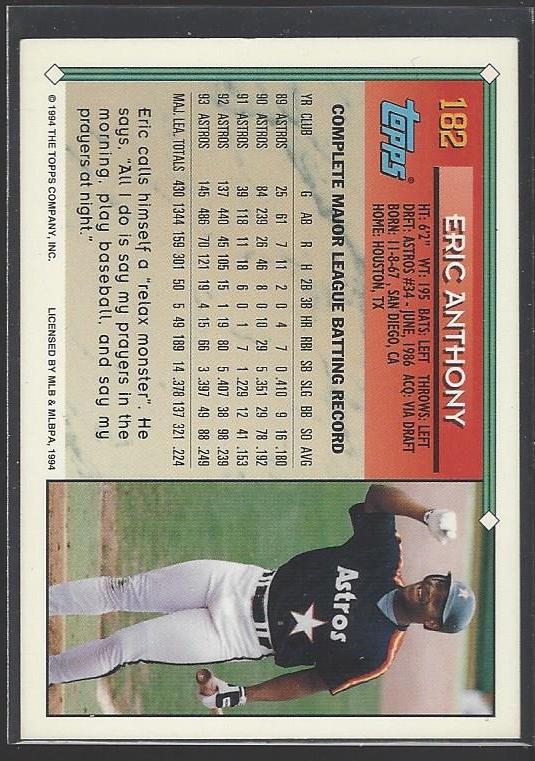 182
ERIC ANTHONY
TOPPS®
HT: 6'2" WT: 195 BATS: LEFT THROWS: LEFT
DRFT: ASTROS #34 - JUNE, 1986 ACQ: VIA DRAFT
BORN: 11-8-67, SAN DIEGO, CA
HOME: HOUSTON, TX
COMPLETE MAJOR LEAGUE BATTING RECORD
YR CLUB G AB R H 2B 3B HR RBI SB SLG BB SO AVG
89 ASTROS 25 61 7 11 2 0 4 7 0 .410 9 16 .180
90 ASTROS 84 239 26 46 8 0 10 29 5 .351 29 78 .192
91 ASTROS 39 118 11 18 6 0 1 7 1 .229 12 41 .153
92 ASTROS 137 440 45 105 15 1 19 80 5 .407 38 98 .239
93 ASTROS 145 486 70 121 19 4 15 66 3 .397 49 88 .249
MAJ. LEA. TOTALS 430 1344 159 301 50 5 49 189 14 .378 137 321 .224
Eric calls himself a "relax monster". He
says, "All I do is say my prayers in the
morning, play baseball, and say my
prayers at night."
© 1994 THE TOPPS COMPANY, INC. LICENSED BY MLB & MLBPA, 1994
Astros